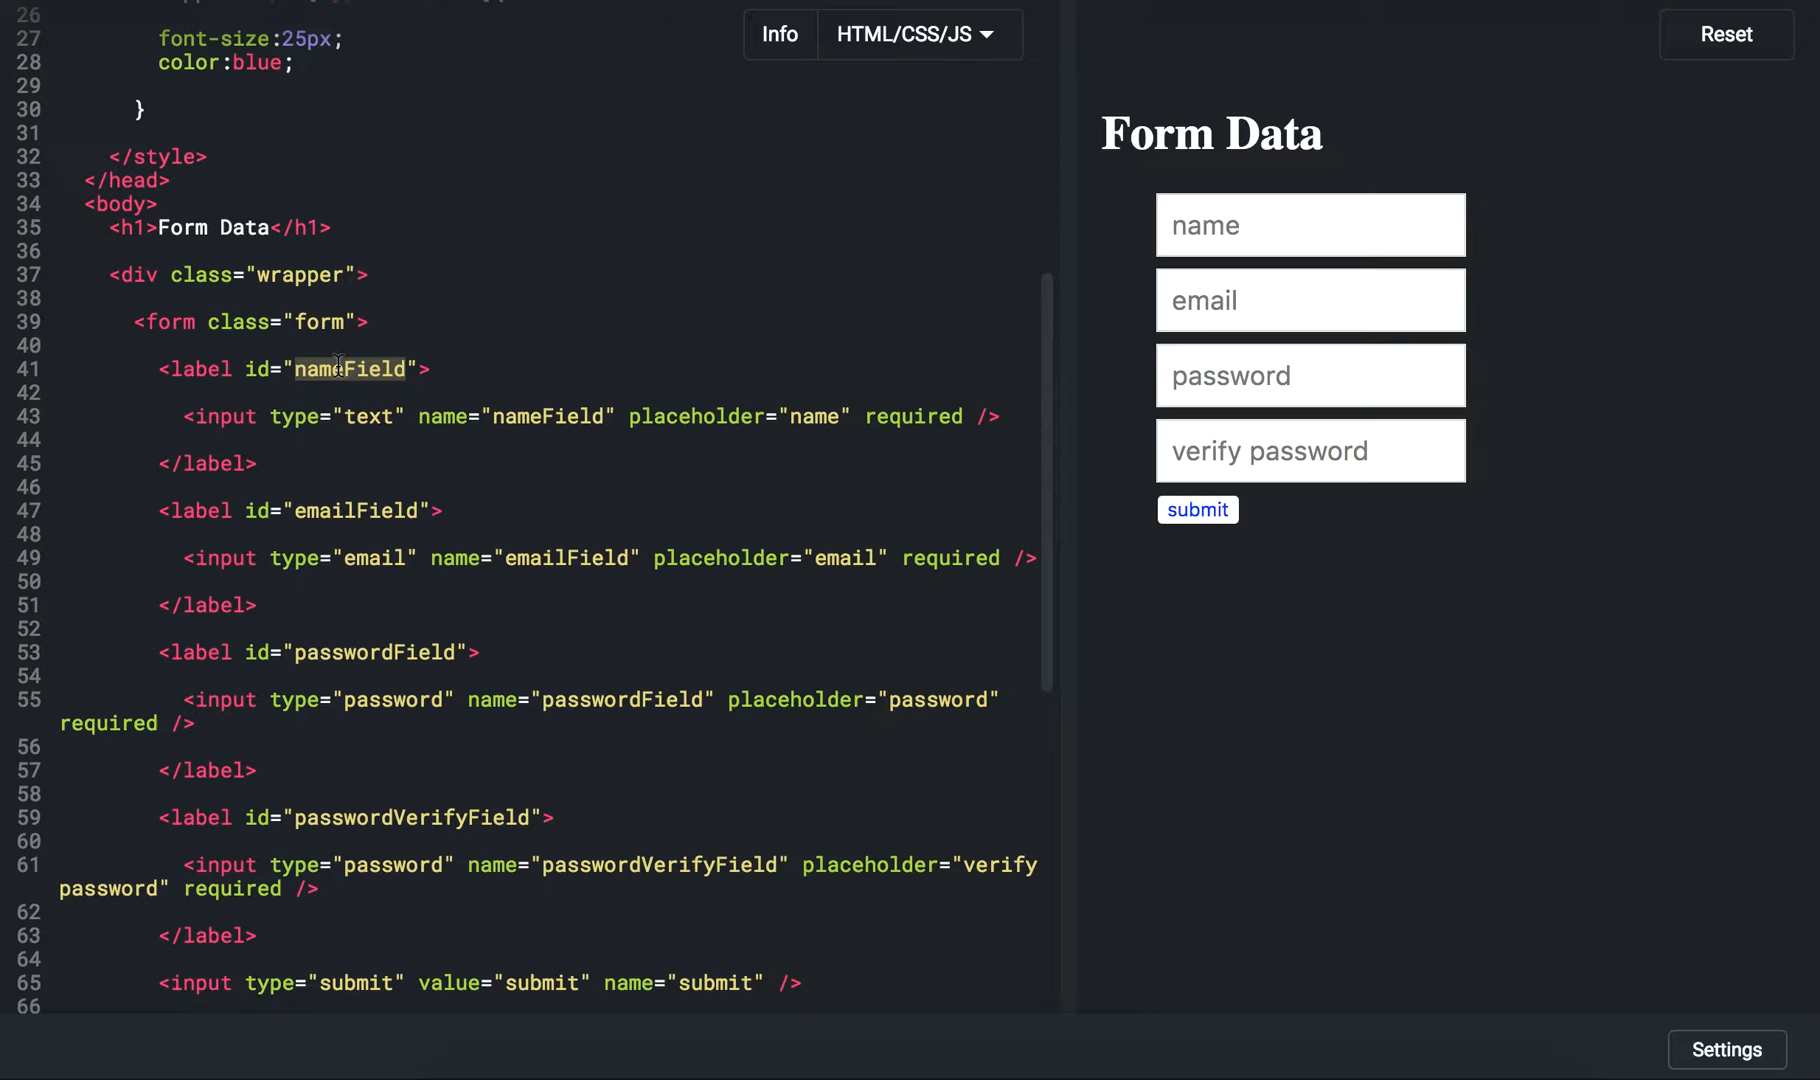 26
27 font-size:25px;
28 color:blue;
29
30 }
31
32 </style>
33 </head>
34 <body>
35 <h1>Form Data</h1>
36
37 <div class="wrapper">
38
39 <form class="form">
40
41 <label id="nameField">
42
43 <input type="text" name="nameField" placeholder="name" required />
44
45 </label>
46
47 <label id="emailField">
48
49 <input type="email" name="emailField" placeholder="email" required />
50
51 </label>
52
53 <label id="passwordField">
54
55 <input type="password" name="passwordField" placeholder="password"
required />
56
57 </label>
58
59 <label id="passwordVerifyField">
60
61 <input type="password" name="passwordVerifyField" placeholder="verify
password" required />
62
63 </label>
64
65 <input type="submit" value="submit" name="submit" />
66
Info HTML/CSS/JS
Reset
Form Data
name
email
password
verify password
submit
Settings